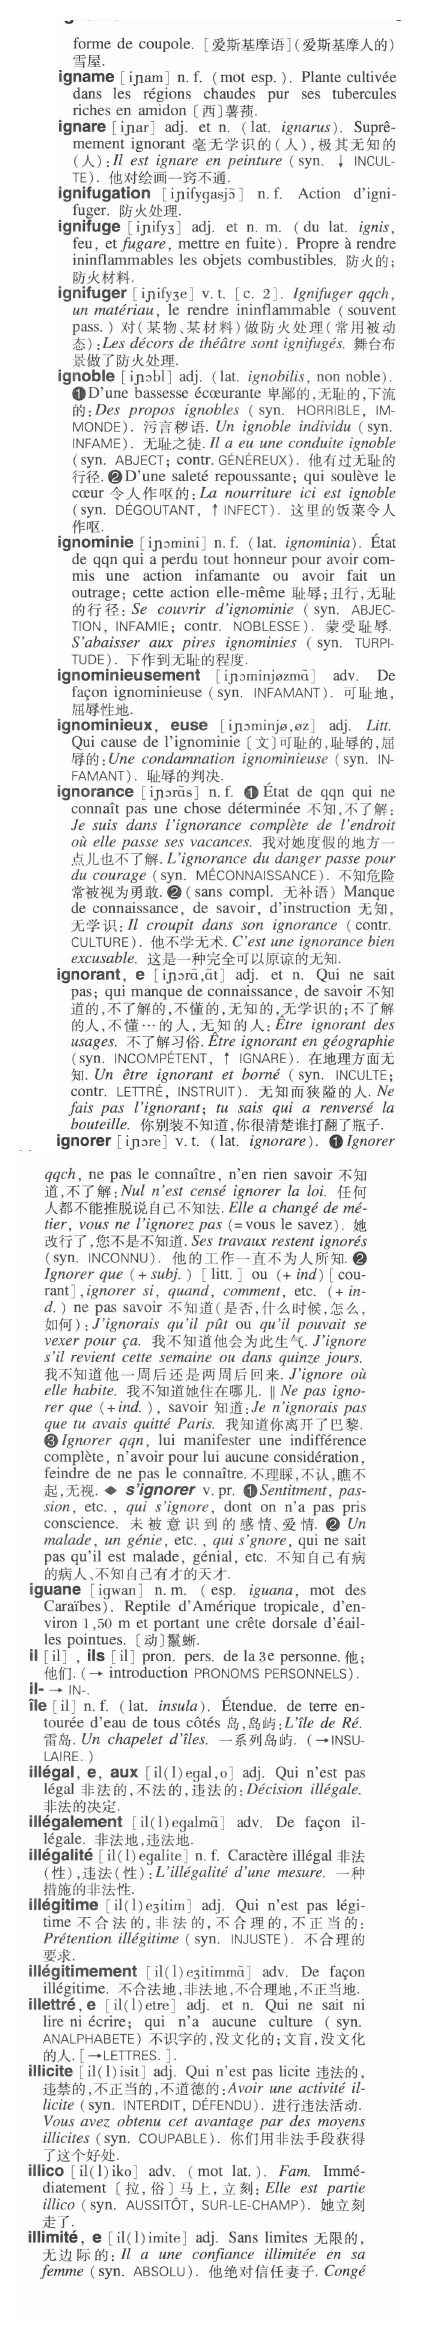 forme de coupole. [爱斯基摩语](爱斯基摩人的)
雪屋.
igname [iɲam] n. f. (mot esp.). Plante cultivée
dans les régions chaudes pur ses tubercules
riches en amidon [西]薯蓣.
ignare [iɲar] adj. et n. (lat. ignarus). Suprê-
mement ignorant 毫无学识的(人),极其无知的
(人):Il est ignare en peinture (syn. ↓ INCUL-
TE). 他对绘画一窍不通.
ignifugation [iɲifygasjɔ̃] n. f. Action d'igni-
fuger. 防火处理.
ignifuge [iɲifyʒ] adj. et n. m. (du lat. ignis,
feu, et fugare, mettre en fuite). Propre à rendre
ininflammables les objets combustibles. 防火的;
防火材料.
ignifuger [iɲifyʒe] v. t. [c. 2]. Ignifuger qqch,
un matériau, le rendre ininflammable (souvent
pass.) 对(某物、某材料)做防火处理(常用被动
态):Les décors de théâtre sont ignifugés. 舞台布
景做了防火处理.
ignoble [iɲɔbl] adj. (lat. ignobilis, non noble).
❶D'une bassesse écœurante 卑鄙的,无耻的,下流
的:Des propos ignobles (syn. HORRIBLE, IM-
MONDE). 污言秽语. Un ignoble individu (syn.
INFAME). 无耻之徒. Il a eu une conduite ignoble
(syn. ABJECT; contr. GÉNÉREUX). 他有过无耻的
行径. ❷D'une saleté repoussante; qui soulève le
cœur 令人作呕的: La nourriture ici est ignoble
(syn. DÉGOUTANT, ↑ INFECT). 这里的饭菜令人
作呕.
ignominie [iɲɔmini] n. f. (lat. ignominia). État
de qqn qui a perdu tout honneur pour avoir com-
mis une action infamante ou avoir fait un
outrage; cette action elle-même 耻辱;丑行,无耻
的行径: Se couvrir d'ignominie (syn. ABJEC-
TION, INFAMIE; contr. NOBLESSE). 蒙受耻辱.
S'abaisser aux pires ignominies (syn. TURPI-
TUDE). 下作到无耻的程度.
ignominieusement [iɲɔminjøzmɑ̃] adv. De
façon ignominieuse (syn. INFAMANT). 可耻地,
屈辱性地.
ignominieux, euse [iɲɔminjø,øz] adj. Litt.
Qui cause de l'ignominie [文]可耻的,耻辱的,屈
辱的:Une condamnation ignominieuse (syn. IN-
FAMANT). 耻辱的判决.
ignorance [iɲɔrɑ̃s] n. f. ❶État de qqn qui ne
connaît pas une chose déterminée 不知,不了解:
Je suis dans l'ignorance complète de l'endroit
où elle passe ses vacances. 我对她度假的地方一
点儿也不了解. L'ignorance du danger passe pour
du courage (syn. MÉCONNAISSANCE). 不知危险
常被视为勇敢. ❷(sans compl. 无补语) Manque
de connaissance, de savoir, d'instruction 无知,
无学识: Il croupit dans son ignorance (contr.
CULTURE). 他不学无术. C'est une ignorance bien
excusable. 这是一种完全可以原谅的无知.
ignorant, e [iɲɔrɑ̃,ɑ̃t] adj. et n. Qui ne sait
pas; qui manque de connaissance, de savoir 不知
道的,不了解的,不懂的,无知的,无学识的;不了解
的人,不懂…的人,无知的人: Être ignorant des
usages. 不了解习俗. Être ignorant en géographie
(syn. INCOMPÉTENT, ↑ IGNARE). 在地理方面无
知. Un être ignorant et borné (syn. INCULTE;
contr. LETTRÉ, INSTRUIT). 无知而狭隘的人. Ne
fais pas l'ignorant; tu sais qui a renversé la
bouteille. 你别装不知道,你很清楚谁打翻了瓶子.
ignorer [iɲɔre] v. t. (lat. ignorare). ❶Ignorer
qqch, ne pas le connaître, n'en rien savoir 不知
道,不了解:Nul n'est censé ignorer la loi. 任何
人都不能推脱说自己不知法. Elle a changé de mé-
tier, vous ne l'ignorez pas (= vous le savez). 她
改行了,您不是不知道. Ses travaux restent ignorés
(syn. INCONNU). 他的工作一直不为人所知. ❷
Ignorer que (+ subj.) [litt.] ou (+ ind) [cou-
rant],ignorer si, quand, comment, etc. (+ in-
d.) ne pas savoir 不知道(是否,什么时候,怎么,
如何):J'ignorais qu'il pût ou qu'il pouvait se
vexer pour ça. 我不知道他会为此生气. J'ignore
s'il revient cette semaine ou dans quinze jours.
我不知道他一周后还是两周后回来. J'ignore où
elle habite. 我不知道她住在哪儿. ‖ Ne pas igno-
rer que (+ind.), savoir 知道:Je n'ignorais pas
que tu avais quitté Paris. 我知道你离开了巴黎.
❸Ignorer qqn, lui manifester une indifférence
complète, n'avoir pour lui aucune considération,
feindre de ne pas le connaître. 不理睬,不认,瞧不
起,无视. ◆ s'ignorer v. pr. ❶Sentiment, pas-
sion, etc., qui s'ignore, dont on n'a pas pris
conscience. 未被意识到的感情、爱情. ❷ Un
malade, un génie, etc., qui s'gnore, qui ne sait
pas qu'il est malade, génial, etc. 不知自己有病
的病人、不知自己有才的天才.
iguane [igwan] n. m. (esp. iguana, mot des
Caraïbes). Reptile d'Amérique tropicale, d'en-
viron 1,50 m et portant une crête dorsale d'éail-
les pointues. [动]鬣蜥.
il [il], ils [il] pron. pers. de la 3e personne. 他;
他们. (→ introduction PRONOMS PERSONNELS).
il- → IN-.
île [il] n. f. (lat. insula). Étendue. de terre en-
tourée d'eau de tous côtés 岛,岛屿:L'île de Ré.
雷岛. Un chapelet d'îles. 一系列岛屿. (→INSU-
LAIRE.)
illégal, e, aux [il(l)egal,o] adj. Qui n'est pas
légal 非法的,不法的,违法的: Décision illégale.
非法的决定.
illégalement [il(l)egalmɑ̃] adv. De façon il-
légale. 非法地,违法地.
illégalité [il(l)egalite] n. f. Caractère illégal 非法
(性),违法(性):L'illégalité d'une mesure. 一种
措施的非法性.
illégitime [il(l)eʒitim] adj. Qui n'est pas légi-
time 不合法的,非法的,不合理的,不正当的:
Prétention illégitime (syn. INJUSTE). 不合理的
要求.
illégitimement [il(l)eʒitimmɑ̃] adv. De façon
illégitime. 不合法地,非法地,不合理地,不正当地.
illettré, e [il(l)etre] adj. et n. Qui ne sait ni
lire ni écrire; qui n'a aucune culture (syn.
ANALPHABETE) 不识字的,没文化的;文盲,没文化
的人. [→LETTRES.].
illicite [il(l)isit] adj. Qui n'est pas licite 违法的,
违禁的,不正当的,不道德的:Avoir une activité il-
licite (syn. INTERDIT, DÉFENDU). 进行违法活动.
Vous avez obtenu cet avantage par des moyens
illicites (syn. COUPABLE). 你们用非法手段获得
了这个好处.
illico [il(l)iko] adv. (mot lat.). Fam. Immé-
diatement [拉,俗]马上,立刻: Elle est partie
illico (syn. AUSSITÔT, SUR-LE-CHAMP). 她立刻
走了.
illimité, e [il(l)imite] adj. Sans limites 无限的,
无边际的: Il a une confiance illimitée en sa
femme (syn. ABSOLU). 他绝对信任妻子. Congé